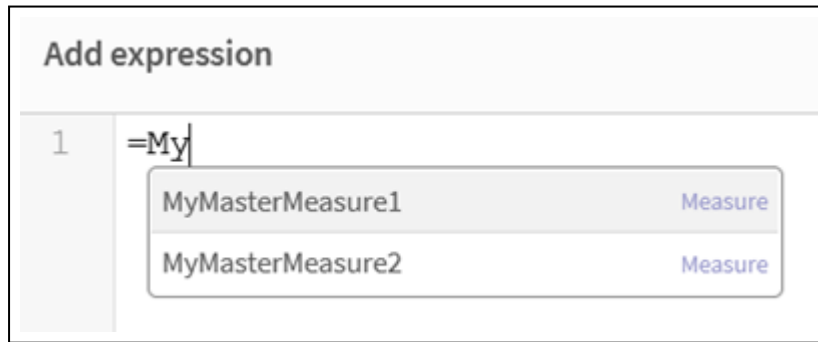 Add expression
1 =My
MyMasterMeasure1 Measure
MyMasterMeasure2 Measure